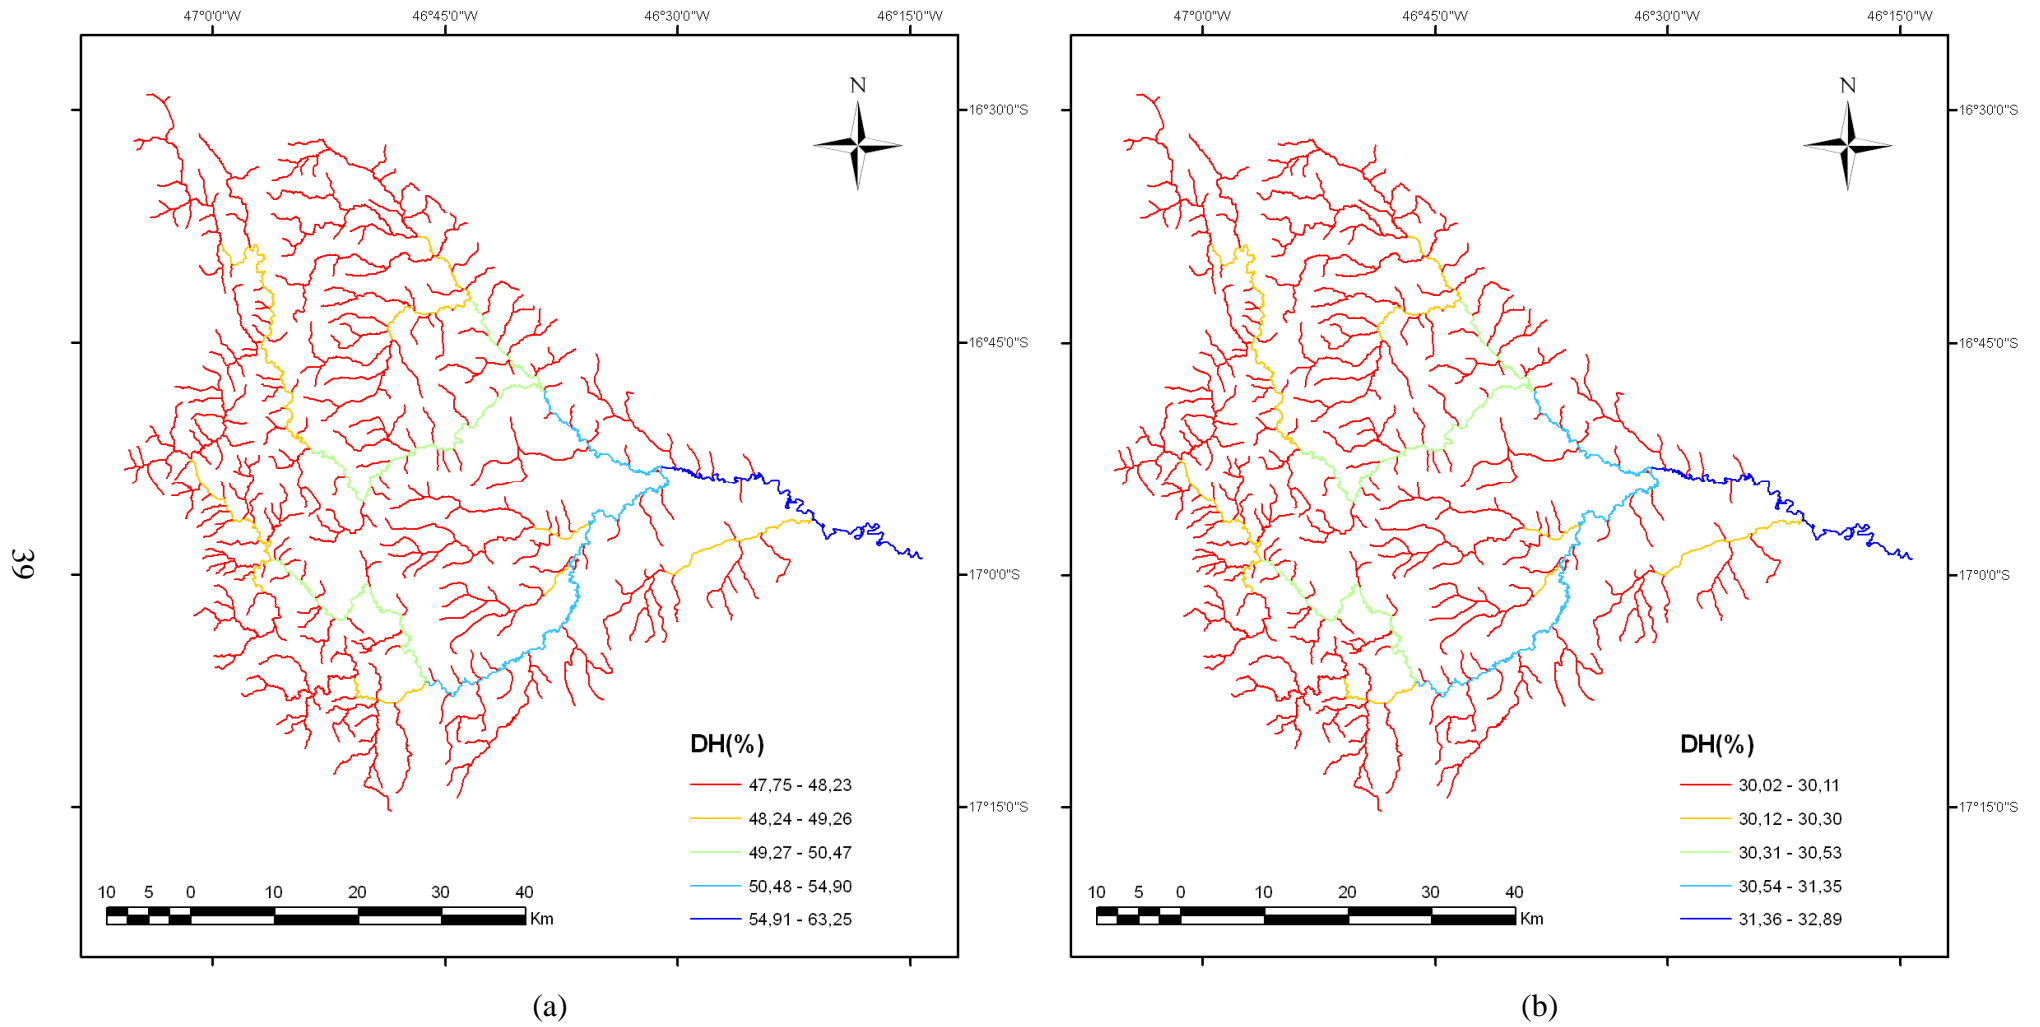 47°0'0"W 46°45'0"W 46°30'0"W 46°15'0"W
N
16°30'0"S
16°45'0"S
17°0'0"S
17°15'0"S
DH(%)
47,75 - 48,23
48,24 - 49,26
49,27 - 50,47
50,48 - 54,90
54,91 - 63,25
10 5 0 10 20 30 40
Km
(a)
47°0'0"W 46°45'0"W 46°30'0"W 46°15'0"W
N
16°30'0"S
16°45'0"S
17°0'0"S
17°15'0"S
DH(%)
30,02 - 30,11
30,12 - 30,30
30,31 - 30,53
30,54 - 31,35
31,36 - 32,89
10 5 0 10 20 30 40
Km
(b)
39